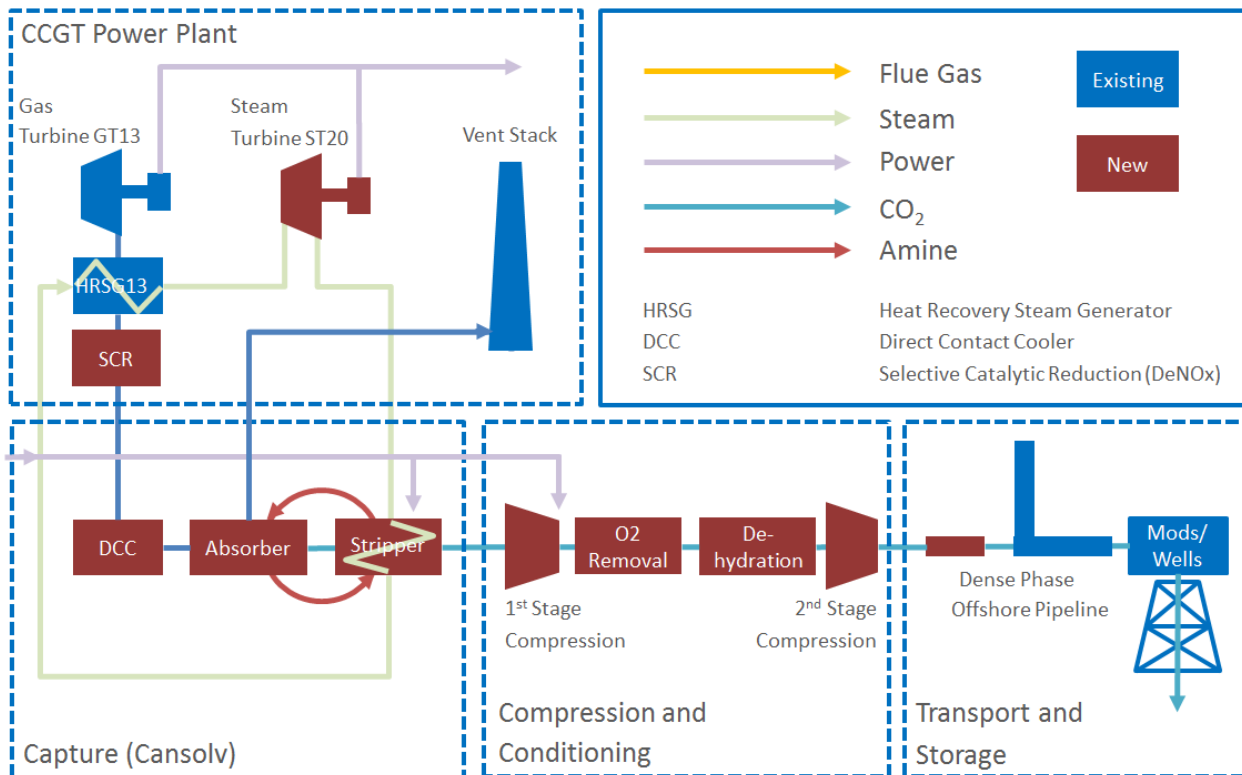 CCGT Power Plant
Gas
Turbine GT13
Steam
Turbine ST20
Vent Stack
HRSG13
SCR
Flue Gas
Steam
Power
CO₂
Amine
Existing
New
HRSG
Heat Recovery Steam Generator
DCC
Direct Contact Cooler
SCR
Selective Catalytic Reduction (DeNOx)
DCC
Absorber
Stripper
Capture (Cansolv)
O2
Removal
De-
hydration
1st Stage
Compression
2nd Stage
Compression
Compression and
Conditioning
Mods/
Wells
Dense Phase
Offshore Pipeline
Transport and
Storage